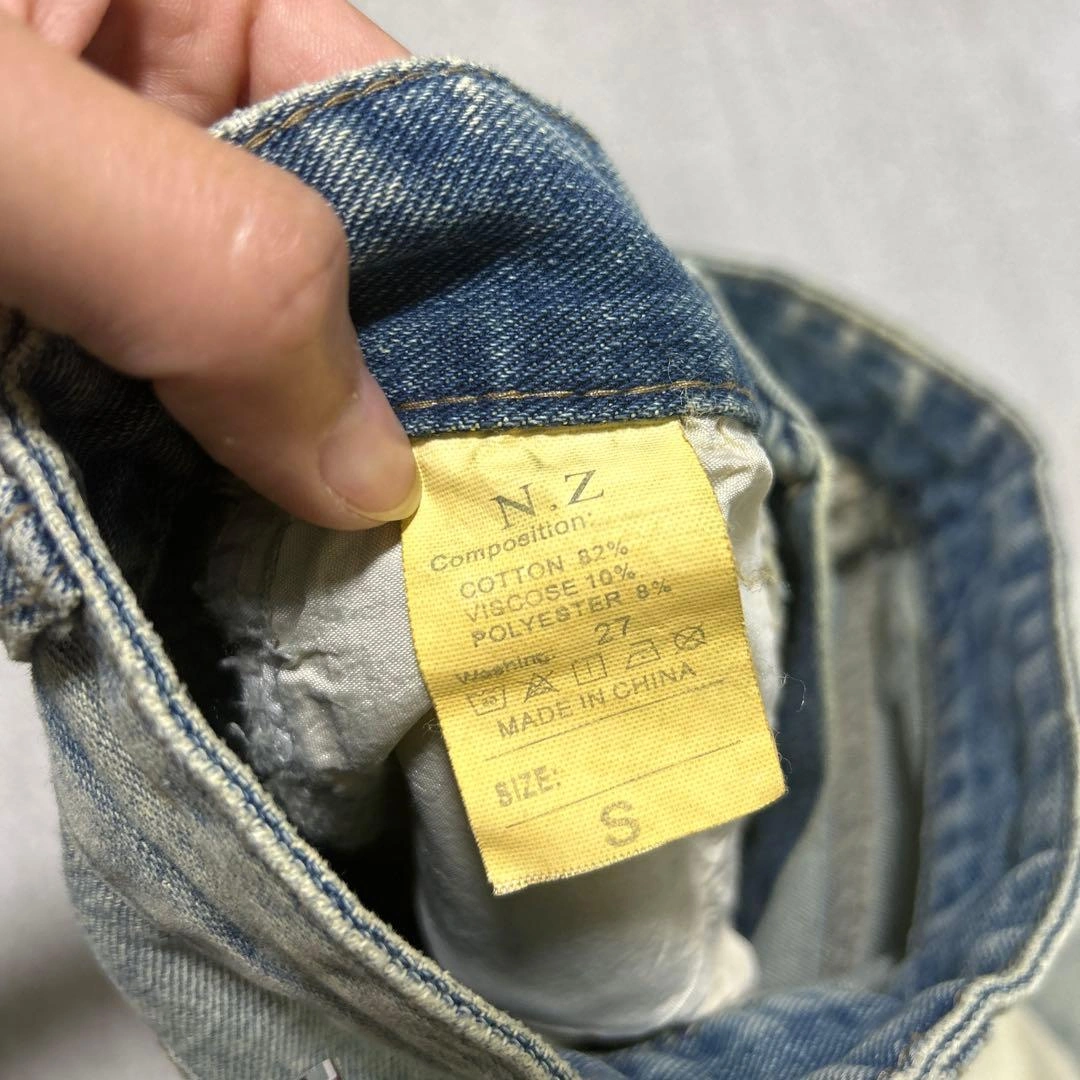 N.Z
Composition:
COTTON 82%
VISCOSE 10%
POLYESTER 8%
27
Washing:
MADE IN CHINA
SIZE:
S